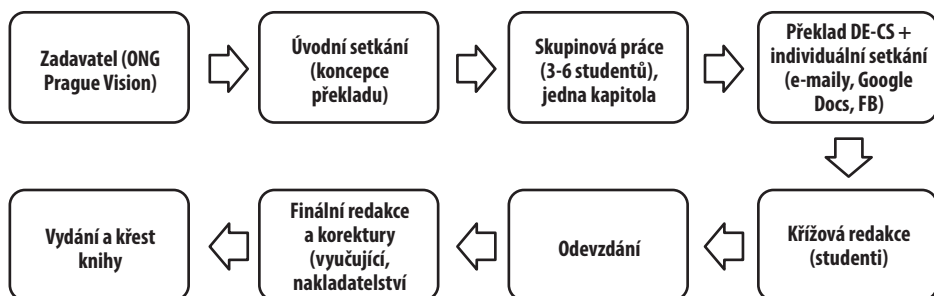 Zadavatel (ONG
Prague Vision)
Úvodní setkání
(koncepce
překladu)
Skupinová práce
(3-6 studentů),
jedna kapitola
Překlad DE-CS +
individuální setkání
(e-maily, Google
Docs, FB)
Křížová redakce
(studenti)
Odevzdání
Finální redakce
a korektury
(vyučující,
nakladatelství
Vydání a křest
knihy